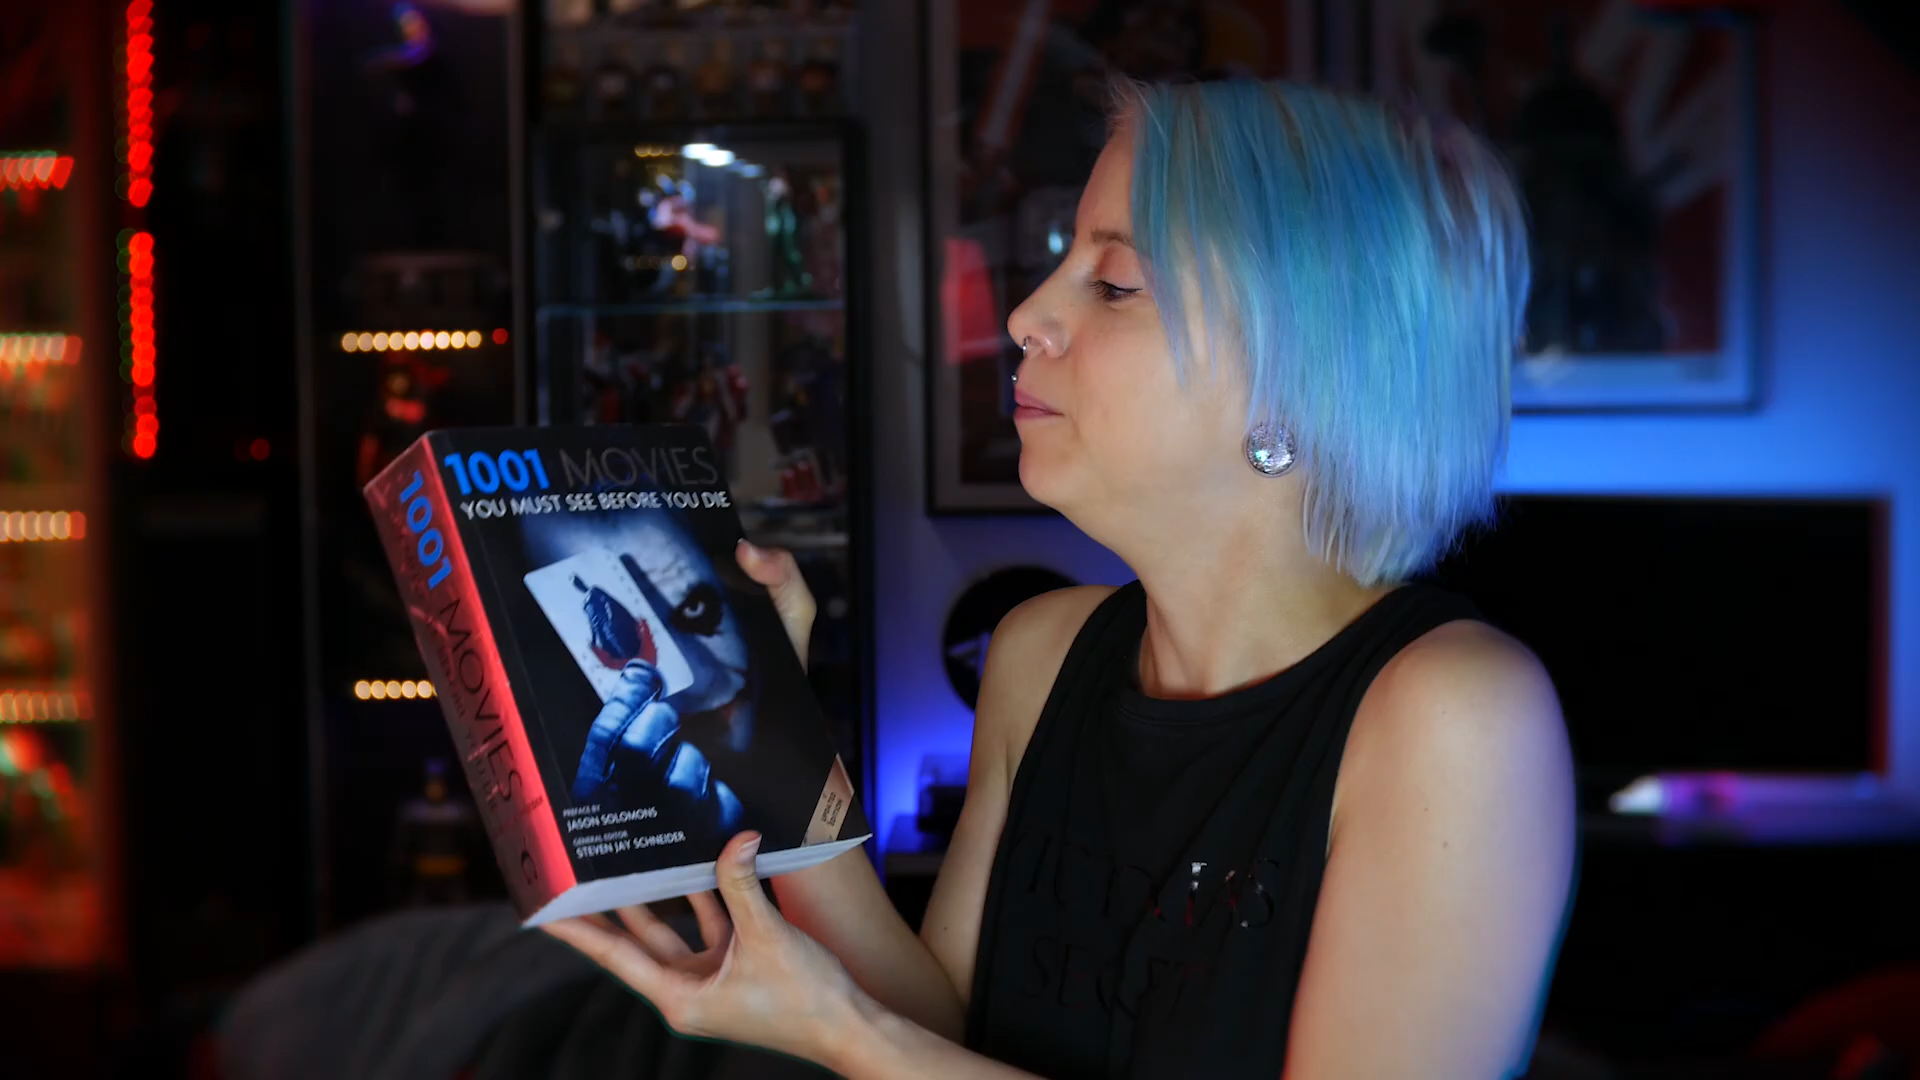 1001 MOVIES
YOU MUST SEE BEFORE YOU DIE
PREFACE BY
JASON SOLOMONS
GENERAL EDITOR
STEVEN JAY SCHNEIDER
1001 MOVIES